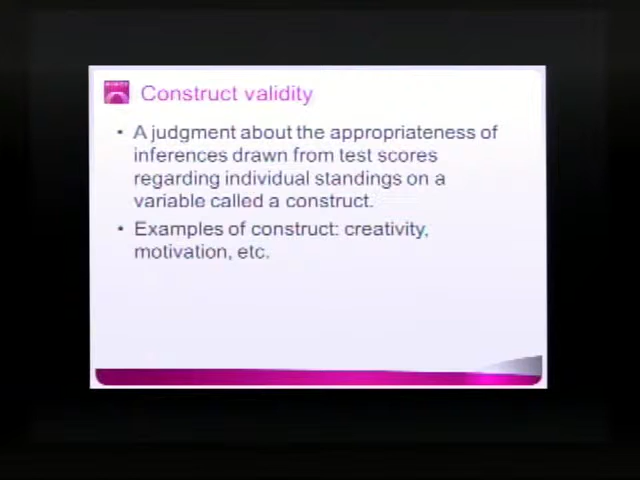 Construct validity
• A judgment about the appropriateness of
inferences drawn from test scores
regarding individual standings on a
variable called a construct.
• Examples of construct: creativity,
motivation, etc.